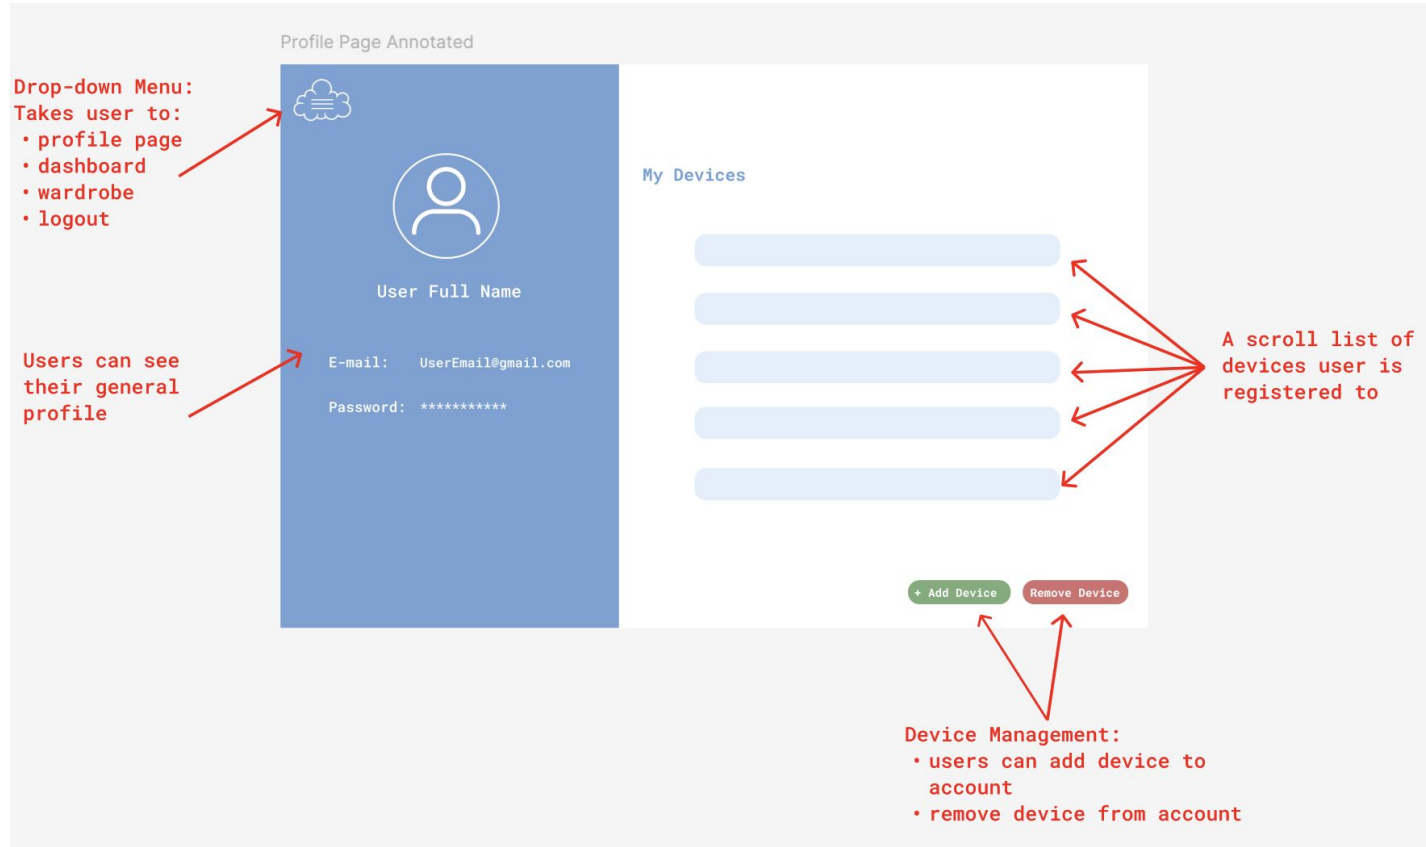 Profile Page Annotated
Drop-down Menu:
Takes user to:
• profile page
• dashboard
• wardrobe
• logout
My Devices
User Full Name
Users can see
their general
profile
E-mail: UserEmail@gmail.com
Password: ***********
A scroll list of
devices user is
registered to
+ Add Device
Remove Device
Device Management:
• users can add device to
account
• remove device from account